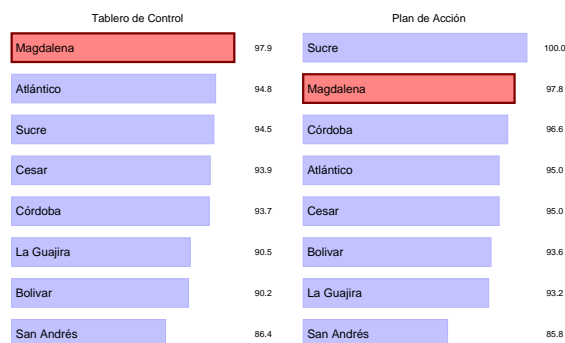 Tablero de Control
Magdalena 97.9
Atlántico 94.8
Sucre 94.5
Cesar 93.9
Córdoba 93.7
La Guajira 90.5
Bolivar 90.2
San Andrés 86.4
Plan de Acción
Sucre 100.0
Magdalena 97.8
Córdoba 96.6
Atlántico 95.0
Cesar 95.0
Bolivar 93.6
La Guajira 93.2
San Andrés 85.8